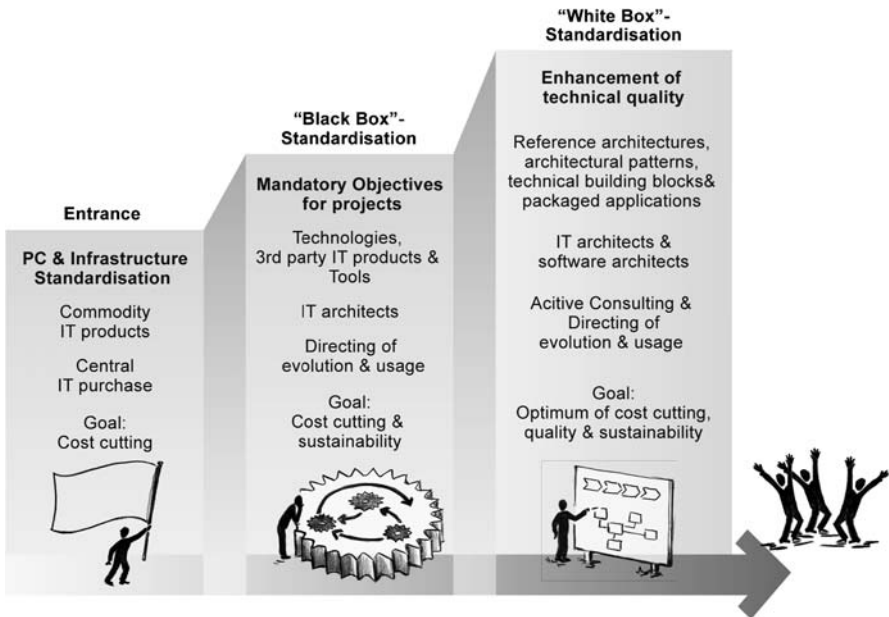 Entrance
PC & Infrastructure
Standardisation
Commodity
IT products
Central
IT purchase
Goal:
Cost cutting
“Black Box”-
Standardisation
Mandatory Objectives
for projects
Technologies,
3rd party IT products &
Tools
IT architects
Directing of
evolution & usage
Goal:
Cost cutting &
sustainability
“White Box”-
Standardisation
Enhancement of
technical quality
Reference architectures,
architectural patterns,
technical building blocks&
packaged applications
IT architects &
software architects
Acitive Consulting &
Directing of
evolution & usage
Goal:
Optimum of cost cutting,
quality & sustainability